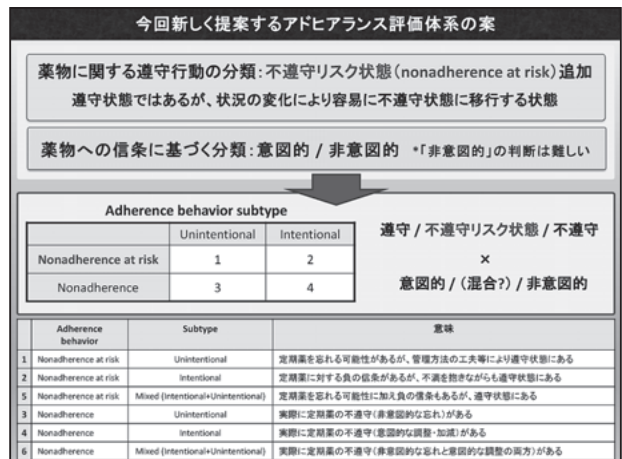 今回新しく提案するアドヒアランス評価体系の案
薬物に関する遵守行動の分類:不遵守リスク状態(nonadherence at risk)追加
遵守状態ではあるが、状況の変化により容易に不遵守状態に移行する状態
薬物への信条に基づく分類:意図的 / 非意図的 *「非意図的」の判断は難しい
Adherence behavior subtype
Unintentional Intentional
Nonadherence at risk 1 2
Nonadherence 3 4
遵守 / 不遵守リスク状態 / 不遵守
×
意図的 / (混合?) / 非意図的
Adherence behavior Subtype 意味
1 Nonadherence at risk Unintentional 定期薬を忘れる可能性があるが、管理方法の工夫等により遵守状態にある
2 Nonadherence at risk Intentional 定期薬に対する負の信条があるが、不満を抱きながらも遵守状態にある
5 Nonadherence at risk Mixed (Intentional+Unintentional) 定期薬を忘れる可能性に加え負の信条もあるが、遵守状態にある
3 Nonadherence Unintentional 実際に定期薬の不遵守(非意図的な忘れ)がある
4 Nonadherence Intentional 実際に定期薬の不遵守(意図的な調整・加減)がある
6 Nonadherence Mixed (Intentional+Unintentional) 実際に定期薬の不遵守(非意図的な忘れと意図的な調整の両方)がある